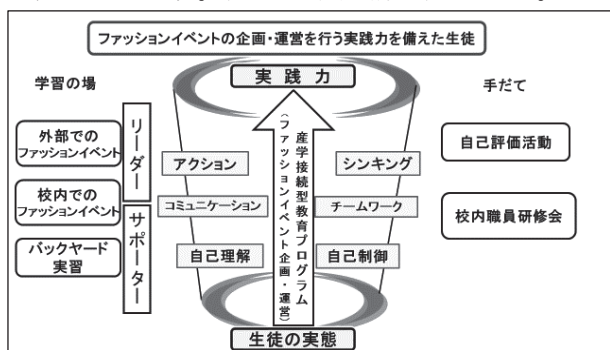 ファッションイベントの企画・運営を行う実践力を備えた生徒
学習の場
実践力
手だて
外部での
ファッションイベント
校内での
ファッションイベント
バックヤード
実習
リーダー
サポーター
アクション
コミュニケーション
自己理解
産学接続型教育プログラム
(ファッションイベント企画・運営)
シンキング
チームワーク
自己制御
自己評価活動
校内職員研修会
生徒の実態